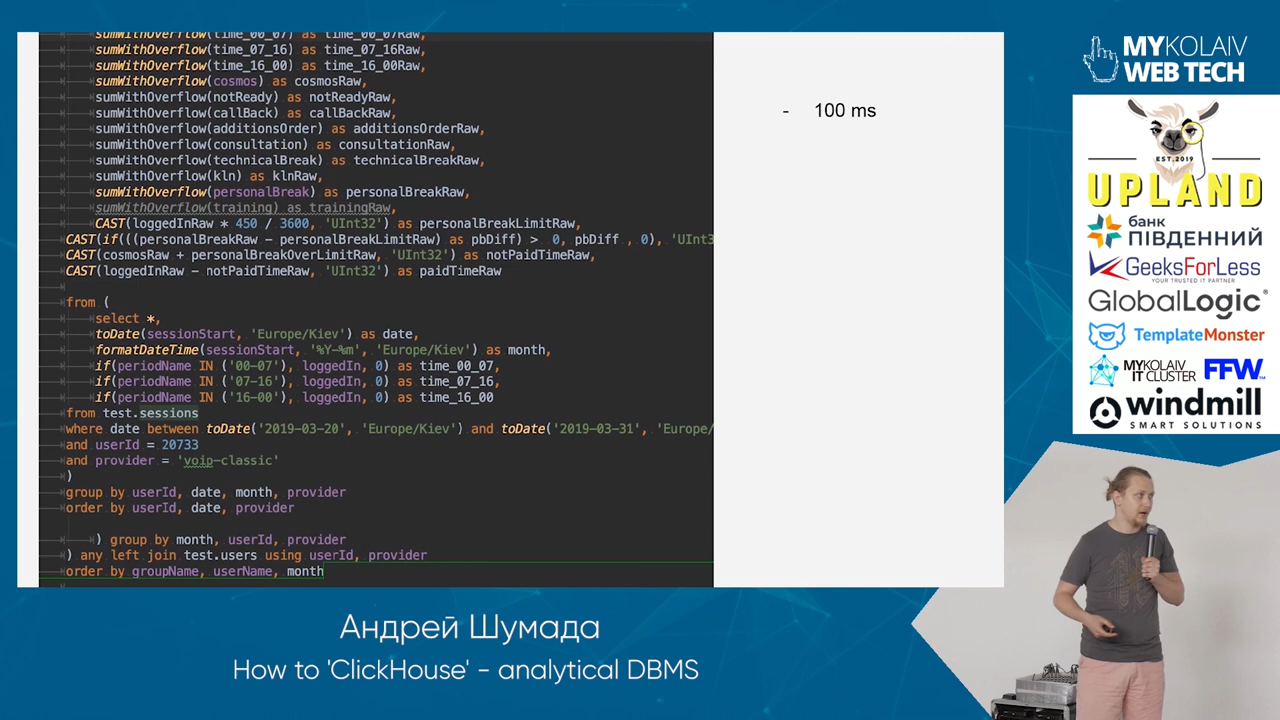 sumWithOverflow(time_00_07) as time_00_07Raw,
sumWithOverflow(time_07_16) as time_07_16Raw,
sumWithOverflow(time_16_00) as time_16_00Raw,
sumWithOverflow(cosmos) as cosmosRaw,
sumWithOverflow(notReady) as notReadyRaw,
sumWithOverflow(callBack) as callBackRaw,
sumWithOverflow(additionsOrder) as additionsOrderRaw,
sumWithOverflow(consultation) as consultationRaw,
sumWithOverflow(technicalBreak) as technicalBreakRaw,
sumWithOverflow(kln) as klnRaw,
sumWithOverflow(personalBreak) as personalBreakRaw,
sumWithOverflow(training) as trainingRaw,
CAST(loggedInRaw * 450 / 3600, 'UInt32') as personalBreakLimitRaw,
CAST(if(((personalBreakRaw - personalBreakLimitRaw) as pbDiff) > 0, pbDiff , 0), 'UInt3
CAST(cosmosRaw + personalBreakOverLimitRaw, 'UInt32') as notPaidTimeRaw,
CAST(loggedInRaw - notPaidTimeRaw, 'UInt32') as paidTimeRaw
from (
select *,
toDate(sessionStart, 'Europe/Kiev') as date,
formatDateTime(sessionStart, '%Y-%m', 'Europe/Kiev') as month,
if(periodName IN ('00-07'), loggedIn, 0) as time_00_07,
if(periodName IN ('07-16'), loggedIn, 0) as time_07_16,
if(periodName IN ('16-00'), loggedIn, 0) as time_16_00
from test.sessions
where date between toDate('2019-03-20', 'Europe/Kiev') and toDate('2019-03-31', 'Europe/
and userId = 20733
and provider = 'voip-classic'
)
group by userId, date, month, provider
order by userId, date, provider
) group by month, userId, provider
) any left join test.users using userId, provider
order by groupName, userName, month
- 100 ms
MYKOLAIV
WEB TECH
EST. 2019
UPLAND
банк
ПІВДЕННИЙ
GeeksForLess
YOUR TRUSTED IT PARTNER
GlobalLogic
TemplateMonster
MYKOLAIV
IT CLUSTER
FFW
windmill
SMART SOLUTIONS
Андрей Шумада
How to 'ClickHouse' - analytical DBMS